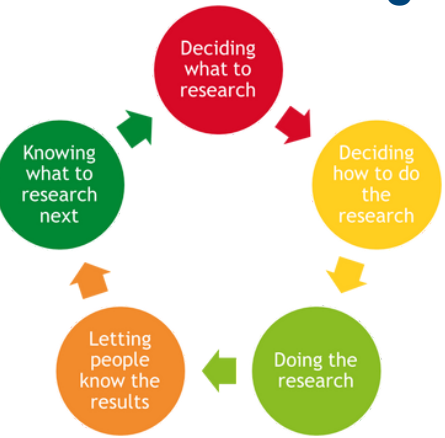 Deciding
what to
research
Deciding
how to do
the
research
Doing the
research
Letting
people
know the
results
Knowing
what to
research
next